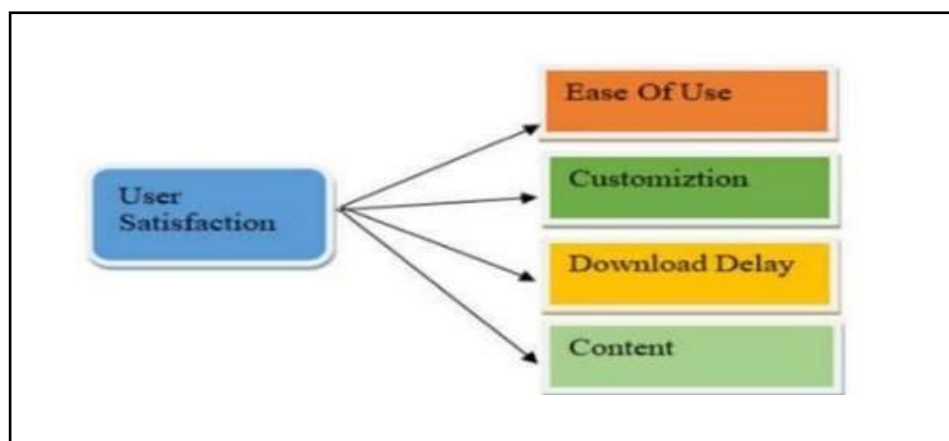 Ease Of Use
User
Satisfaction
Customiztion
Download Delay
Content